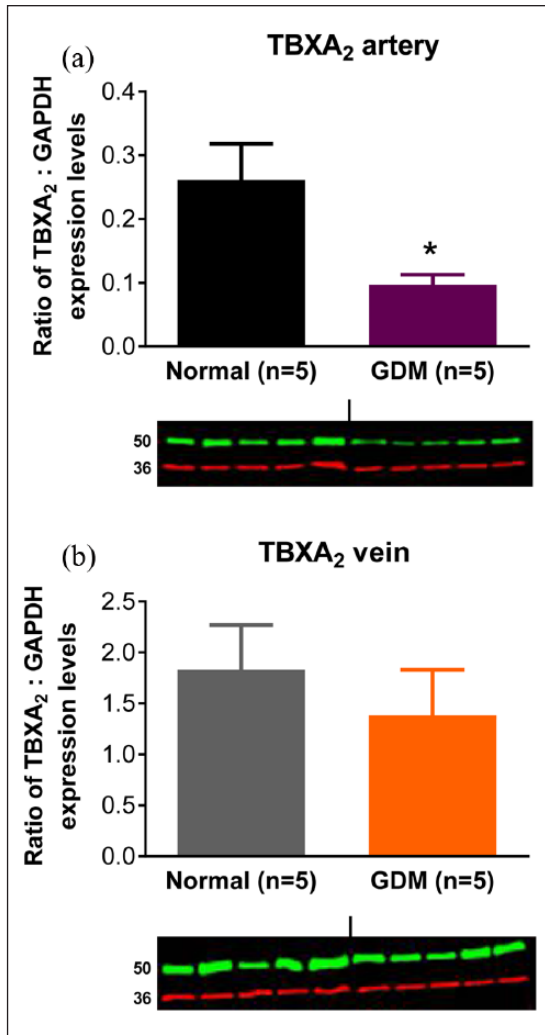 (a)
TBXA₂ artery
Ratio of TBXA₂ : GAPDH
expression levels
0.4
0.3
0.2
0.1
0.0
*
Normal (n=5)
GDM (n=5)
50
36
(b)
TBXA₂ vein
Ratio of TBXA₂ : GAPDH
expression levels
2.5
2.0
1.5
1.0
0.5
0.0
Normal (n=5)
GDM (n=5)
50
36